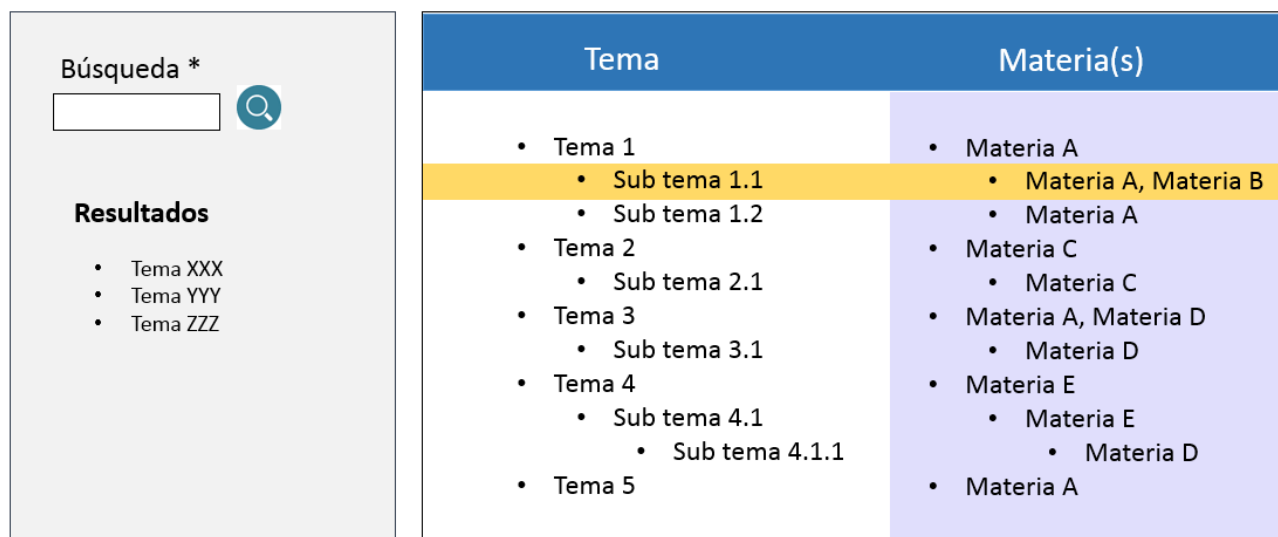 Búsqueda *
Resultados
• Tema XXX
• Tema YYY
• Tema ZZZ
Tema Materia(s)
• Tema 1 • Materia A
• Sub tema 1.1 • Materia A, Materia B
• Sub tema 1.2 • Materia A
• Tema 2 • Materia C
• Sub tema 2.1 • Materia C
• Tema 3 • Materia A, Materia D
• Sub tema 3.1 • Materia D
• Tema 4 • Materia E
• Sub tema 4.1 • Materia E
• Sub tema 4.1.1 • Materia D
• Tema 5 • Materia A